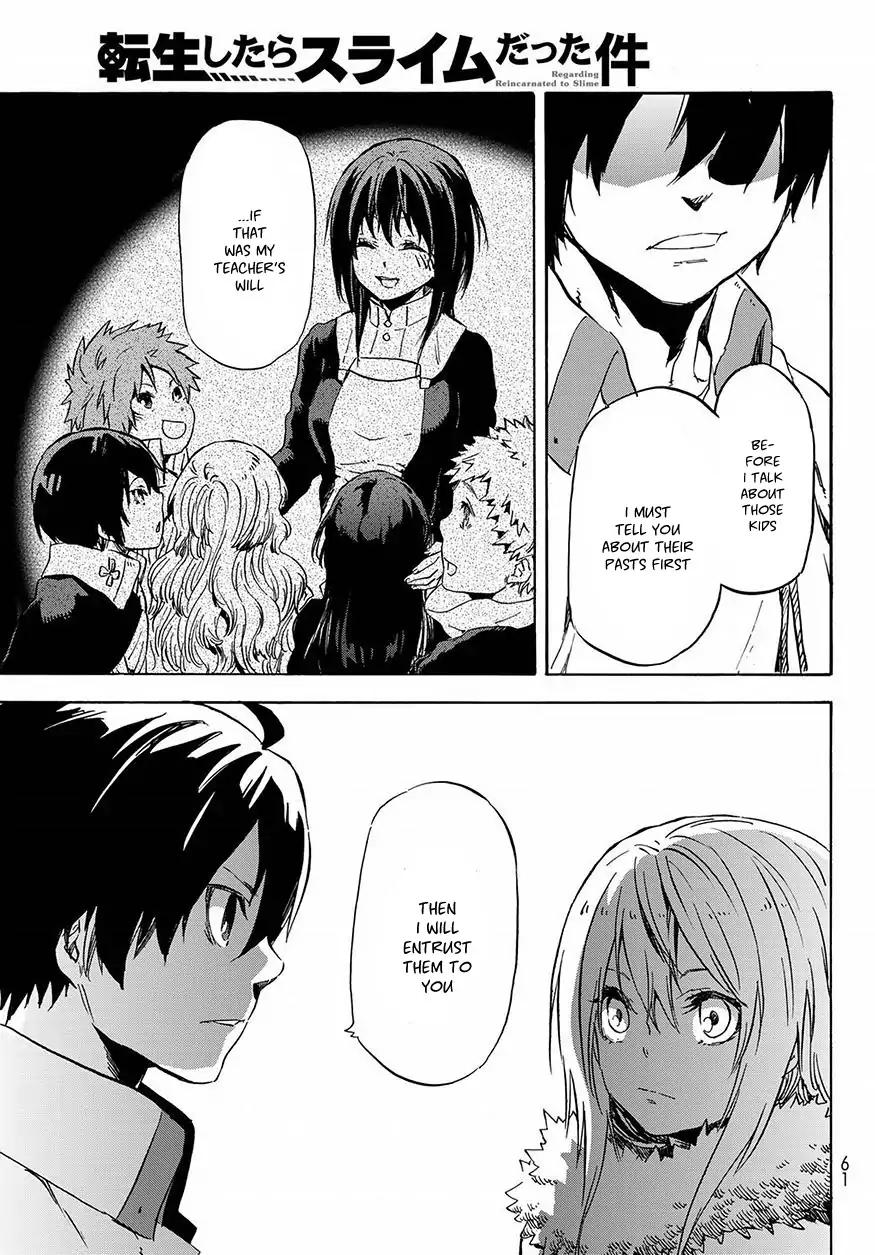 転生したらスライムだった件
Regarding
Reincarnated to Slime
BE-
FORE
I TALK
ABOUT
THOSE
KIDS
I MUST
TELL YOU
ABOUT THEIR
PASTS FIRST
...IF
THAT
WAS MY
TEACHER'S
WILL
THEN
I WILL
ENTRUST
THEM TO
YOU
61